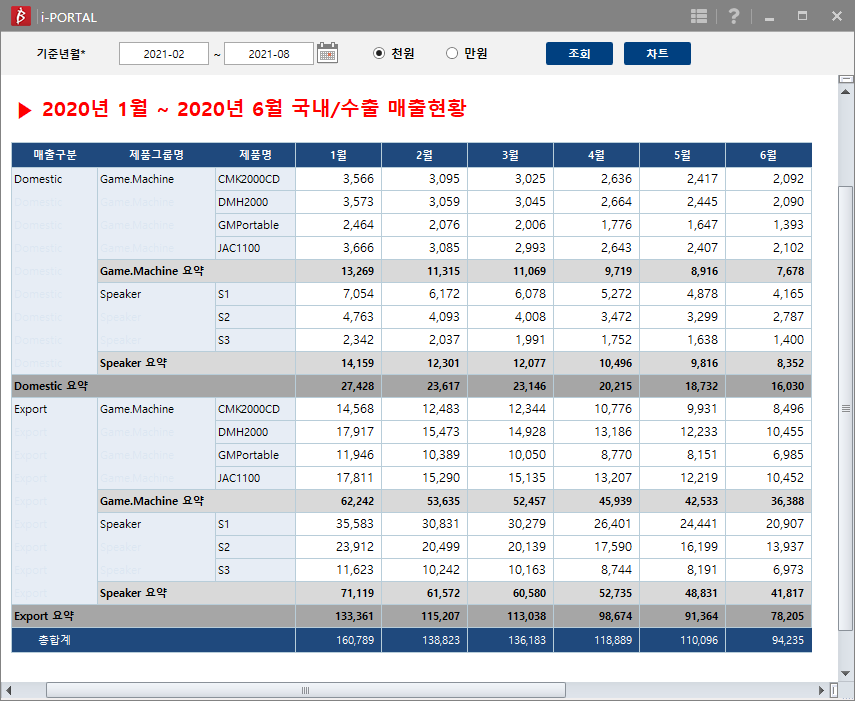 i-PORTAL ?
기준년월* 2021-02 ~ 2021-08 천원 만원 조회 차트
▶ 2020년 1월 ~ 2020년 6월 국내/수출 매출현황
매출구분 제품그룹명 제품명 1월 2월 3월 4월 5월 6월
Domestic Game.Machine CMK2000CD 3,566 3,095 3,025 2,636 2,417 2,092
Domestic Game.Machine DMH2000 3,573 3,059 3,045 2,664 2,445 2,090
Domestic Game.Machine GMPortable 2,464 2,076 2,006 1,776 1,647 1,393
Domestic Game.Machine JAC1100 3,666 3,085 2,993 2,643 2,407 2,102
Domestic Game.Machine 요약 13,269 11,315 11,069 9,719 8,916 7,678
Domestic Speaker S1 7,054 6,172 6,078 5,272 4,878 4,165
Domestic Speaker S2 4,763 4,093 4,008 3,472 3,299 2,787
Domestic Speaker S3 2,342 2,037 1,991 1,752 1,638 1,400
Domestic Speaker 요약 14,159 12,301 12,077 10,496 9,816 8,352
Domestic 요약 27,428 23,617 23,146 20,215 18,732 16,030
Export Game.Machine CMK2000CD 14,568 12,483 12,344 10,776 9,931 8,496
Export Game.Machine DMH2000 17,917 15,473 14,928 13,186 12,233 10,455
Export Game.Machine GMPortable 11,946 10,389 10,050 8,770 8,151 6,985
Export Game.Machine JAC1100 17,811 15,290 15,135 13,207 12,219 10,452
Export Game.Machine 요약 62,242 53,635 52,457 45,939 42,533 36,388
Export Speaker S1 35,583 30,831 30,279 26,401 24,441 20,907
Export Speaker S2 23,912 20,499 20,139 17,590 16,199 13,937
Export Speaker S3 11,623 10,242 10,163 8,744 8,191 6,973
Export Speaker 요약 71,119 61,572 60,580 52,735 48,831 41,817
Export 요약 133,361 115,207 113,038 98,674 91,364 78,205
총합계 160,789 138,823 136,183 118,889 110,096 94,235